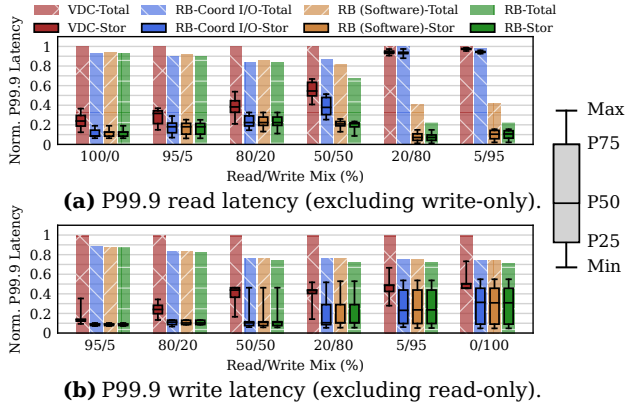 VDC-Total RB-Coord I/O-Total RB (Software)-Total RB-Total
VDC-Stor RB-Coord I/O-Stor RB (Software)-Stor RB-Stor
Norm. P99.9 Latency
1
0.8
0.6
0.4
0.2
0
100/0 95/5 80/20 50/50 20/80 5/95
Read/Write Mix (%)
(a) P99.9 read latency (excluding write-only).
Norm. P99.9 Latency
1
0.8
0.6
0.4
0.2
0
95/5 80/20 50/50 20/80 5/95 0/100
Read/Write Mix (%)
(b) P99.9 write latency (excluding read-only).
Max
P75
P50
P25
Min